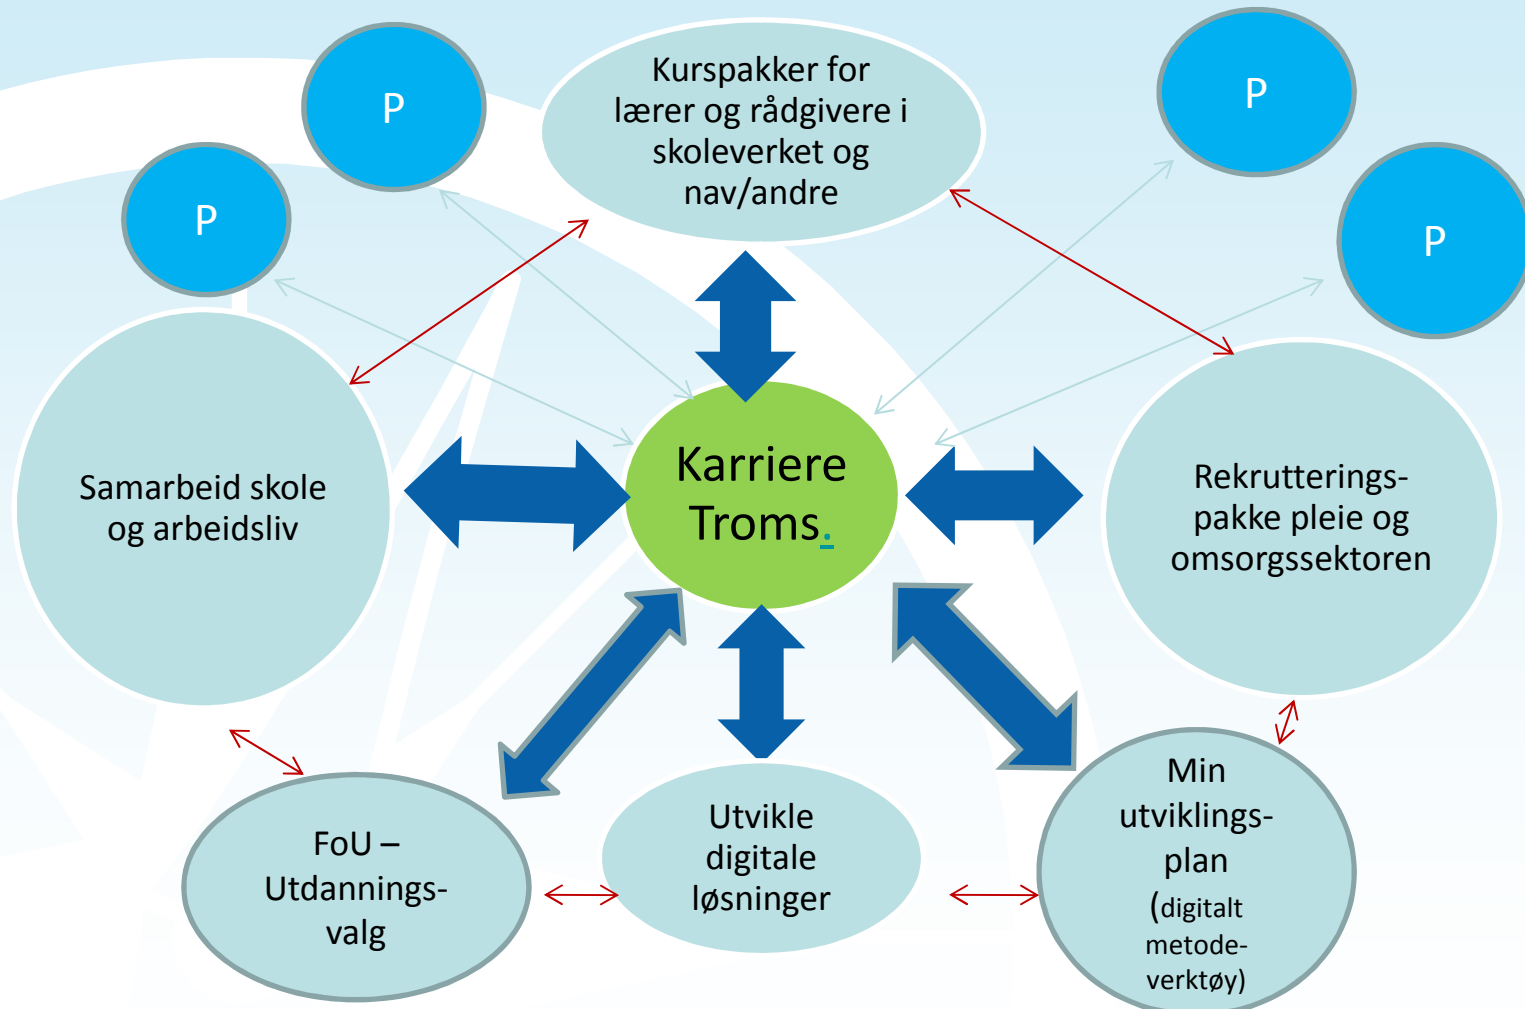 P
P
P
P
Kurspakker for
lærer og rådgivere i
skoleverket og
nav/andre
Samarbeid skole
og arbeidsliv
Karriere
Troms.
Rekrutterings-
pakke pleie og
omsorgssektoren
FoU –
Utdannings-
valg
Utvikle
digitale
løsninger
Min
utviklings-
plan
(digitalt
metode-
verktøy)